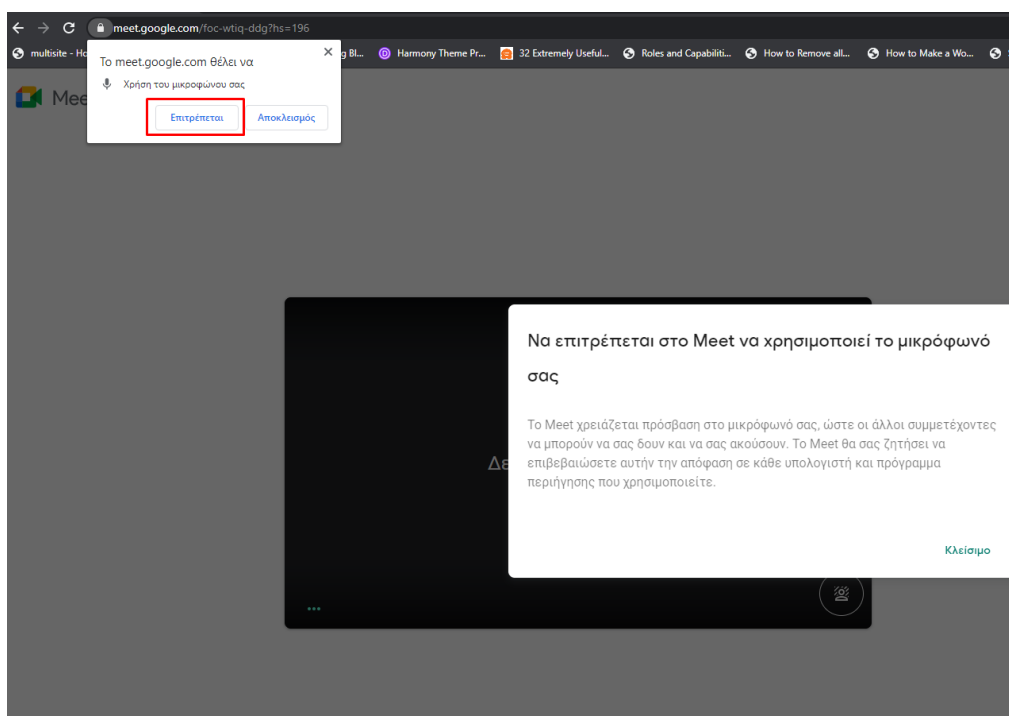 meet.google.com/foc-wtiq-ddg?hs=196
multisite - Ho
g Bl...
Harmony Theme Pr...
32 Extremely Useful...
Roles and Capabiliti...
How to Remove all...
How to Make a Wo...
Το meet.google.com θέλει να
Χρήση του μικροφώνου σας
Επιτρέπεται
Αποκλεισμός
Mee
Να επιτρέπεται στο Meet να χρησιμοποιεί το μικρόφωνό
σας
Το Meet χρειάζεται πρόσβαση στο μικρόφωνό σας, ώστε οι άλλοι συμμετέχοντες
να μπορούν να σας δουν και να σας ακούσουν. Το Meet θα σας ζητήσει να
επιβεβαιώσετε αυτήν την απόφαση σε κάθε υπολογιστή και πρόγραμμα
περιήγησης που χρησιμοποιείτε.
Δε
Κλείσιμο